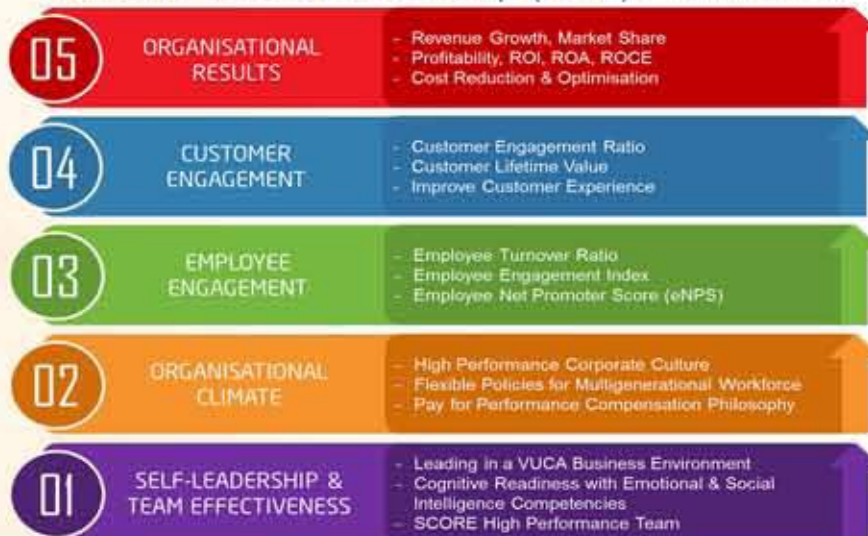 05
ORGANISATIONAL
RESULTS
- Revenue Growth, Market Share
- Profitability, ROI, ROA, ROCE
- Cost Reduction & Optimisation
04
CUSTOMER
ENGAGEMENT
- Customer Engagement Ratio
- Customer Lifetime Value
- Improve Customer Experience
03
EMPLOYEE
ENGAGEMENT
- Employee Turnover Ratio
- Employee Engagement Index
- Employee Net Promoter Score (eNPS)
02
ORGANISATIONAL
CLIMATE
- High Performance Corporate Culture
- Flexible Policies for Multigenerational Workforce
- Pay for Performance Compensation Philosophy
01
SELF-LEADERSHIP &
TEAM EFFECTIVENESS
- Leading in a VUCA Business Environment
- Cognitive Readiness with Emotional & Social
Intelligence Competencies
- SCORE High Performance Team